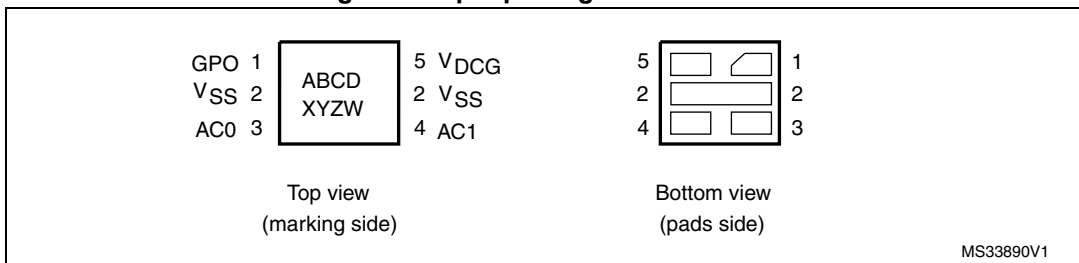 GPO 1 ABCD 5 VDCG 5 1
VSS 2 XYZW 2 VSS 2 2
AC0 3 4 AC1 4 3
Top view Bottom view
(marking side) (pads side)
MS33890V1